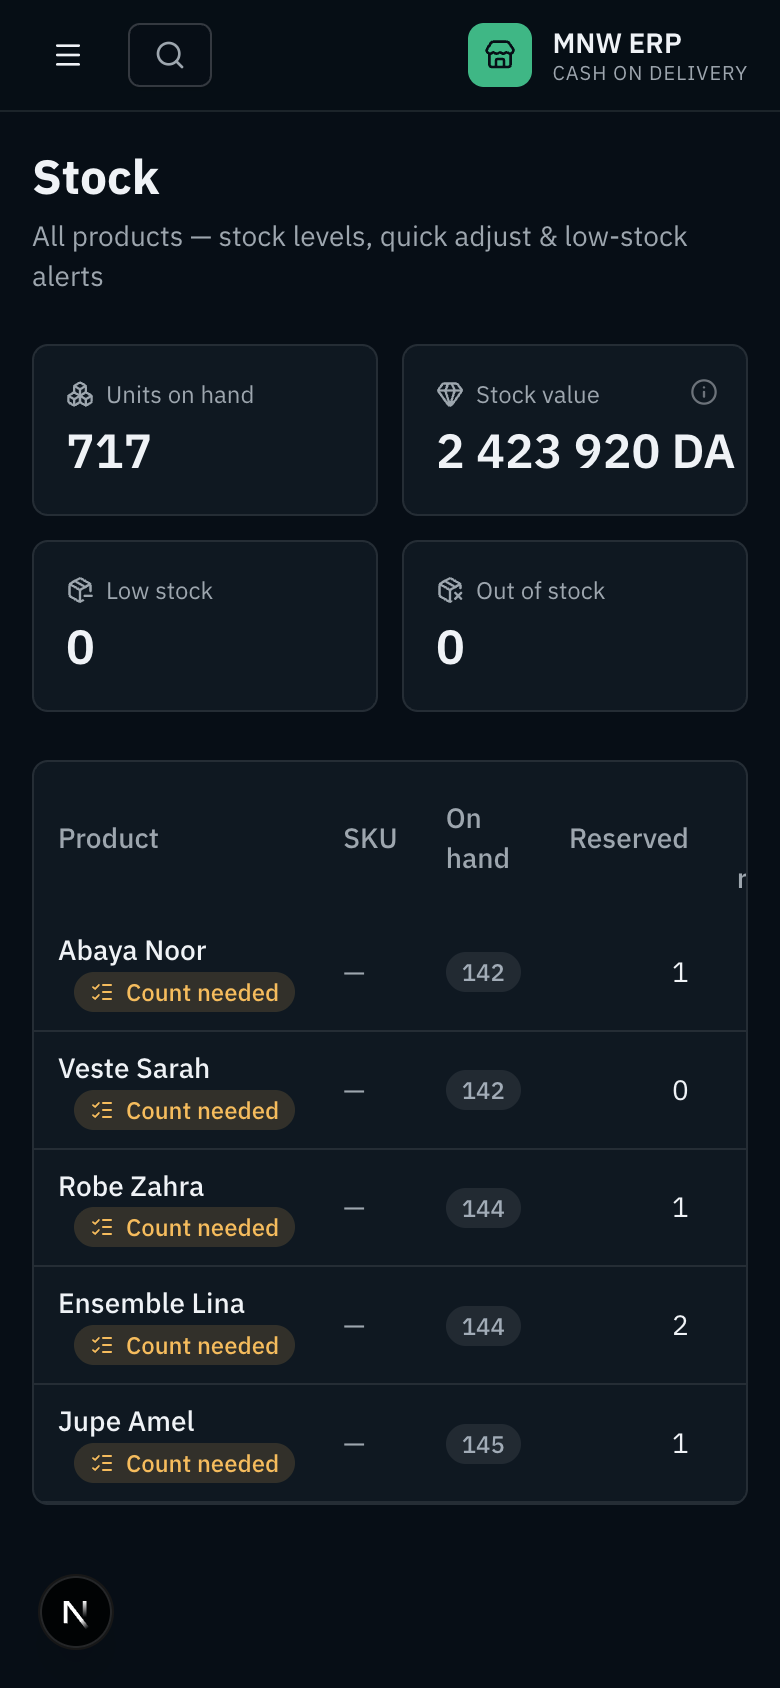 MNW ERP
CASH ON DELIVERY
Stock
All products — stock levels, quick adjust & low-stock
alerts
Units on hand
717
Stock value
2 423 920 DA
Low stock
0
Out of stock
0
Product SKU On hand Reserved
Abaya Noor
Count needed
— 142 1
Veste Sarah
Count needed
— 142 0
Robe Zahra
Count needed
— 144 1
Ensemble Lina
Count needed
— 144 2
Jupe Amel
Count needed
— 145 1
N